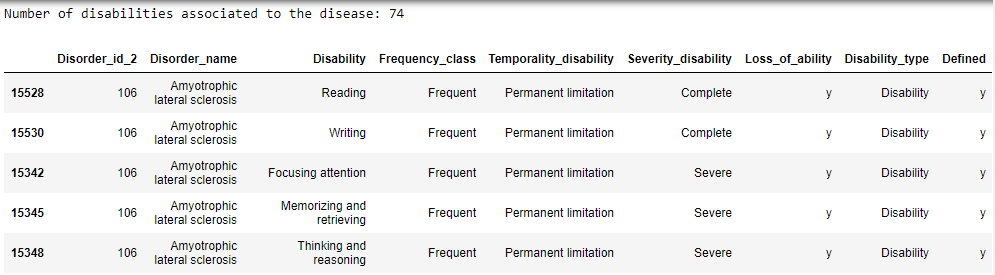 Number of disabilities associated to the disease: 74
Disorder_id_2 Disorder_name Disability Frequency_class Temporality_disability Severity_disability Loss_of_ability Disability_type Defined
15528 106 Amyotrophic lateral sclerosis Reading Frequent Permanent limitation Complete y Disability y
15530 106 Amyotrophic lateral sclerosis Writing Frequent Permanent limitation Complete y Disability y
15342 106 Amyotrophic lateral sclerosis Focusing attention Frequent Permanent limitation Severe y Disability y
15345 106 Amyotrophic lateral sclerosis Memorizing and retrieving Frequent Permanent limitation Severe y Disability y
15348 106 Amyotrophic lateral sclerosis Thinking and reasoning Frequent Permanent limitation Severe y Disability y